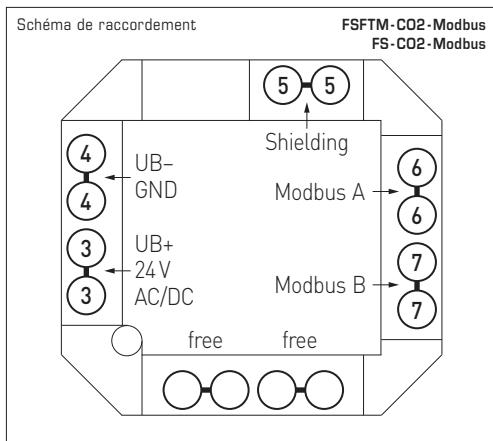 Schéma de raccordement
FSFTM-CO2-Modbus
FS-CO2-Modbus
5 5
Shielding
4
4
UB–
GND
3
3
UB+
24 V
AC/DC
Modbus A
6
6
Modbus B
7
7
free free